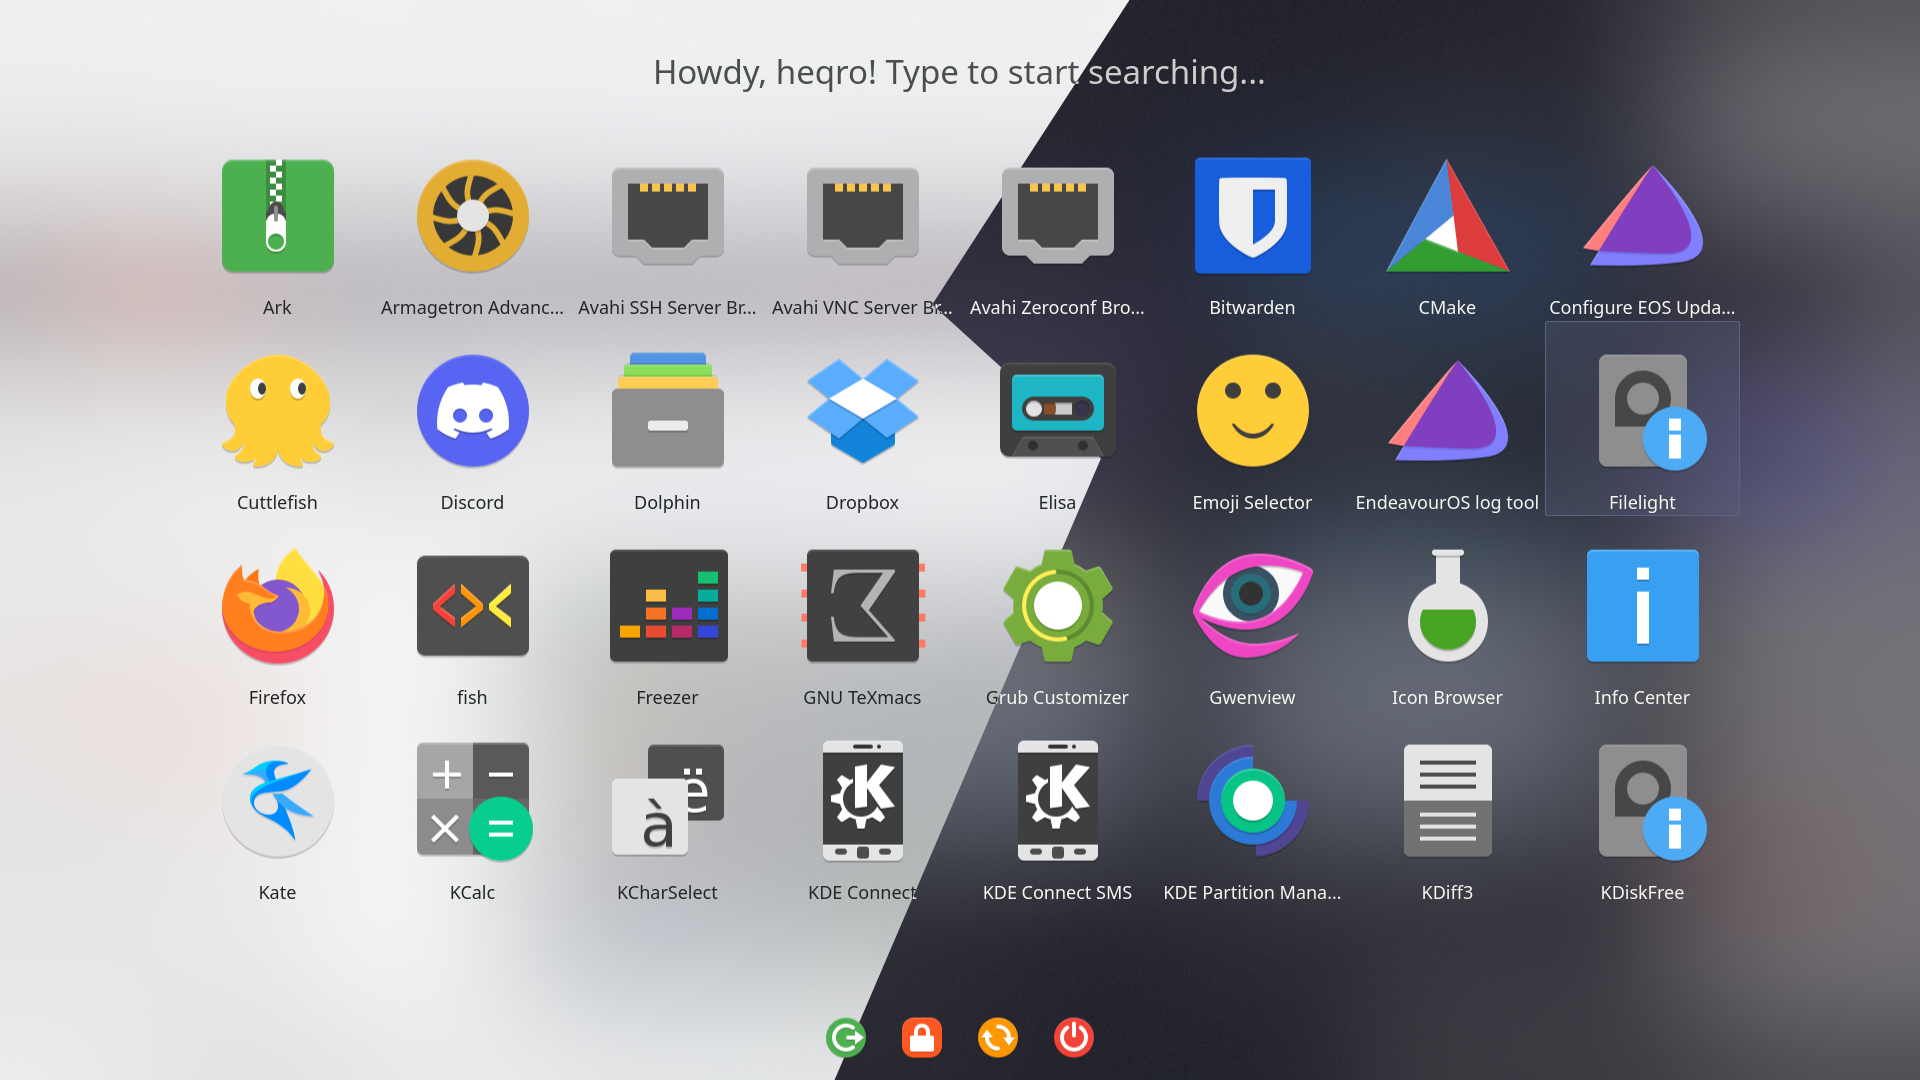 Howdy, heqro! Type to start searching...
Ark
Armagetron Advanc...
Avahi SSH Server Br...
Avahi VNC Server Br...
Avahi Zeroconf Bro...
Bitwarden
CMake
Configure EOS Upda...
Cuttlefish
Discord
Dolphin
Dropbox
Elisa
Emoji Selector
EndeavourOS log tool
Filelight
Firefox
fish
Freezer
GNU TeXmacs
Grub Customizer
Gwenview
Icon Browser
Info Center
ë
à
Kate
KCalc
KCharSelect
KDE Connect
KDE Connect SMS
KDE Partition Mana...
KDiff3
KDiskFree